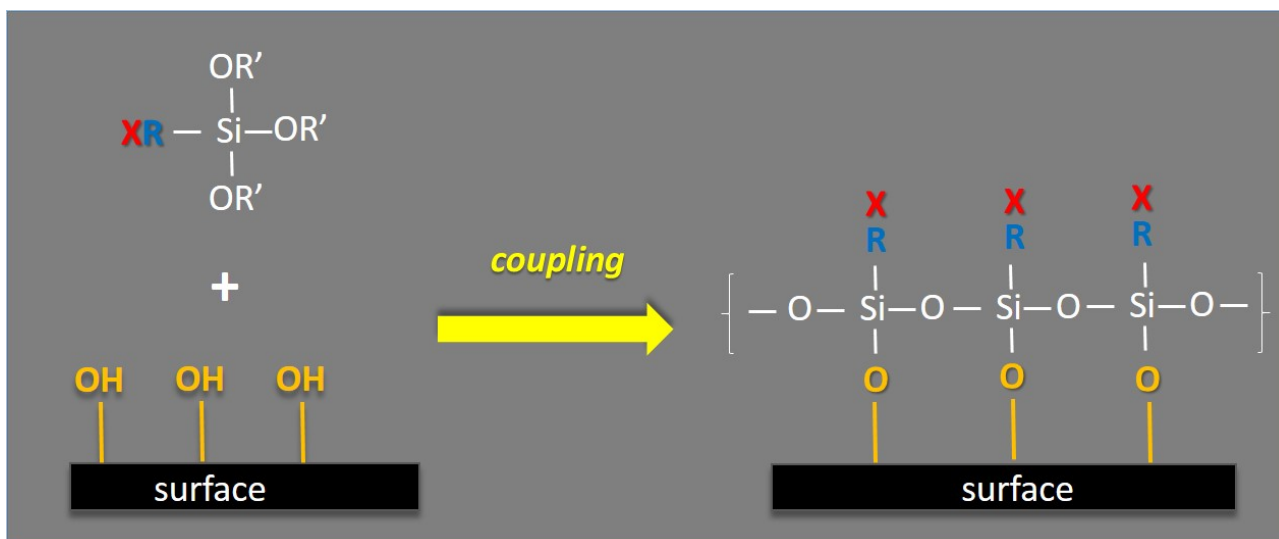 OR’
XR — Si—OR’
OR’
+
OH OH OH
surface
coupling
X X X
R R R
— O— Si—O — Si—O— Si—O—
O O O
surface